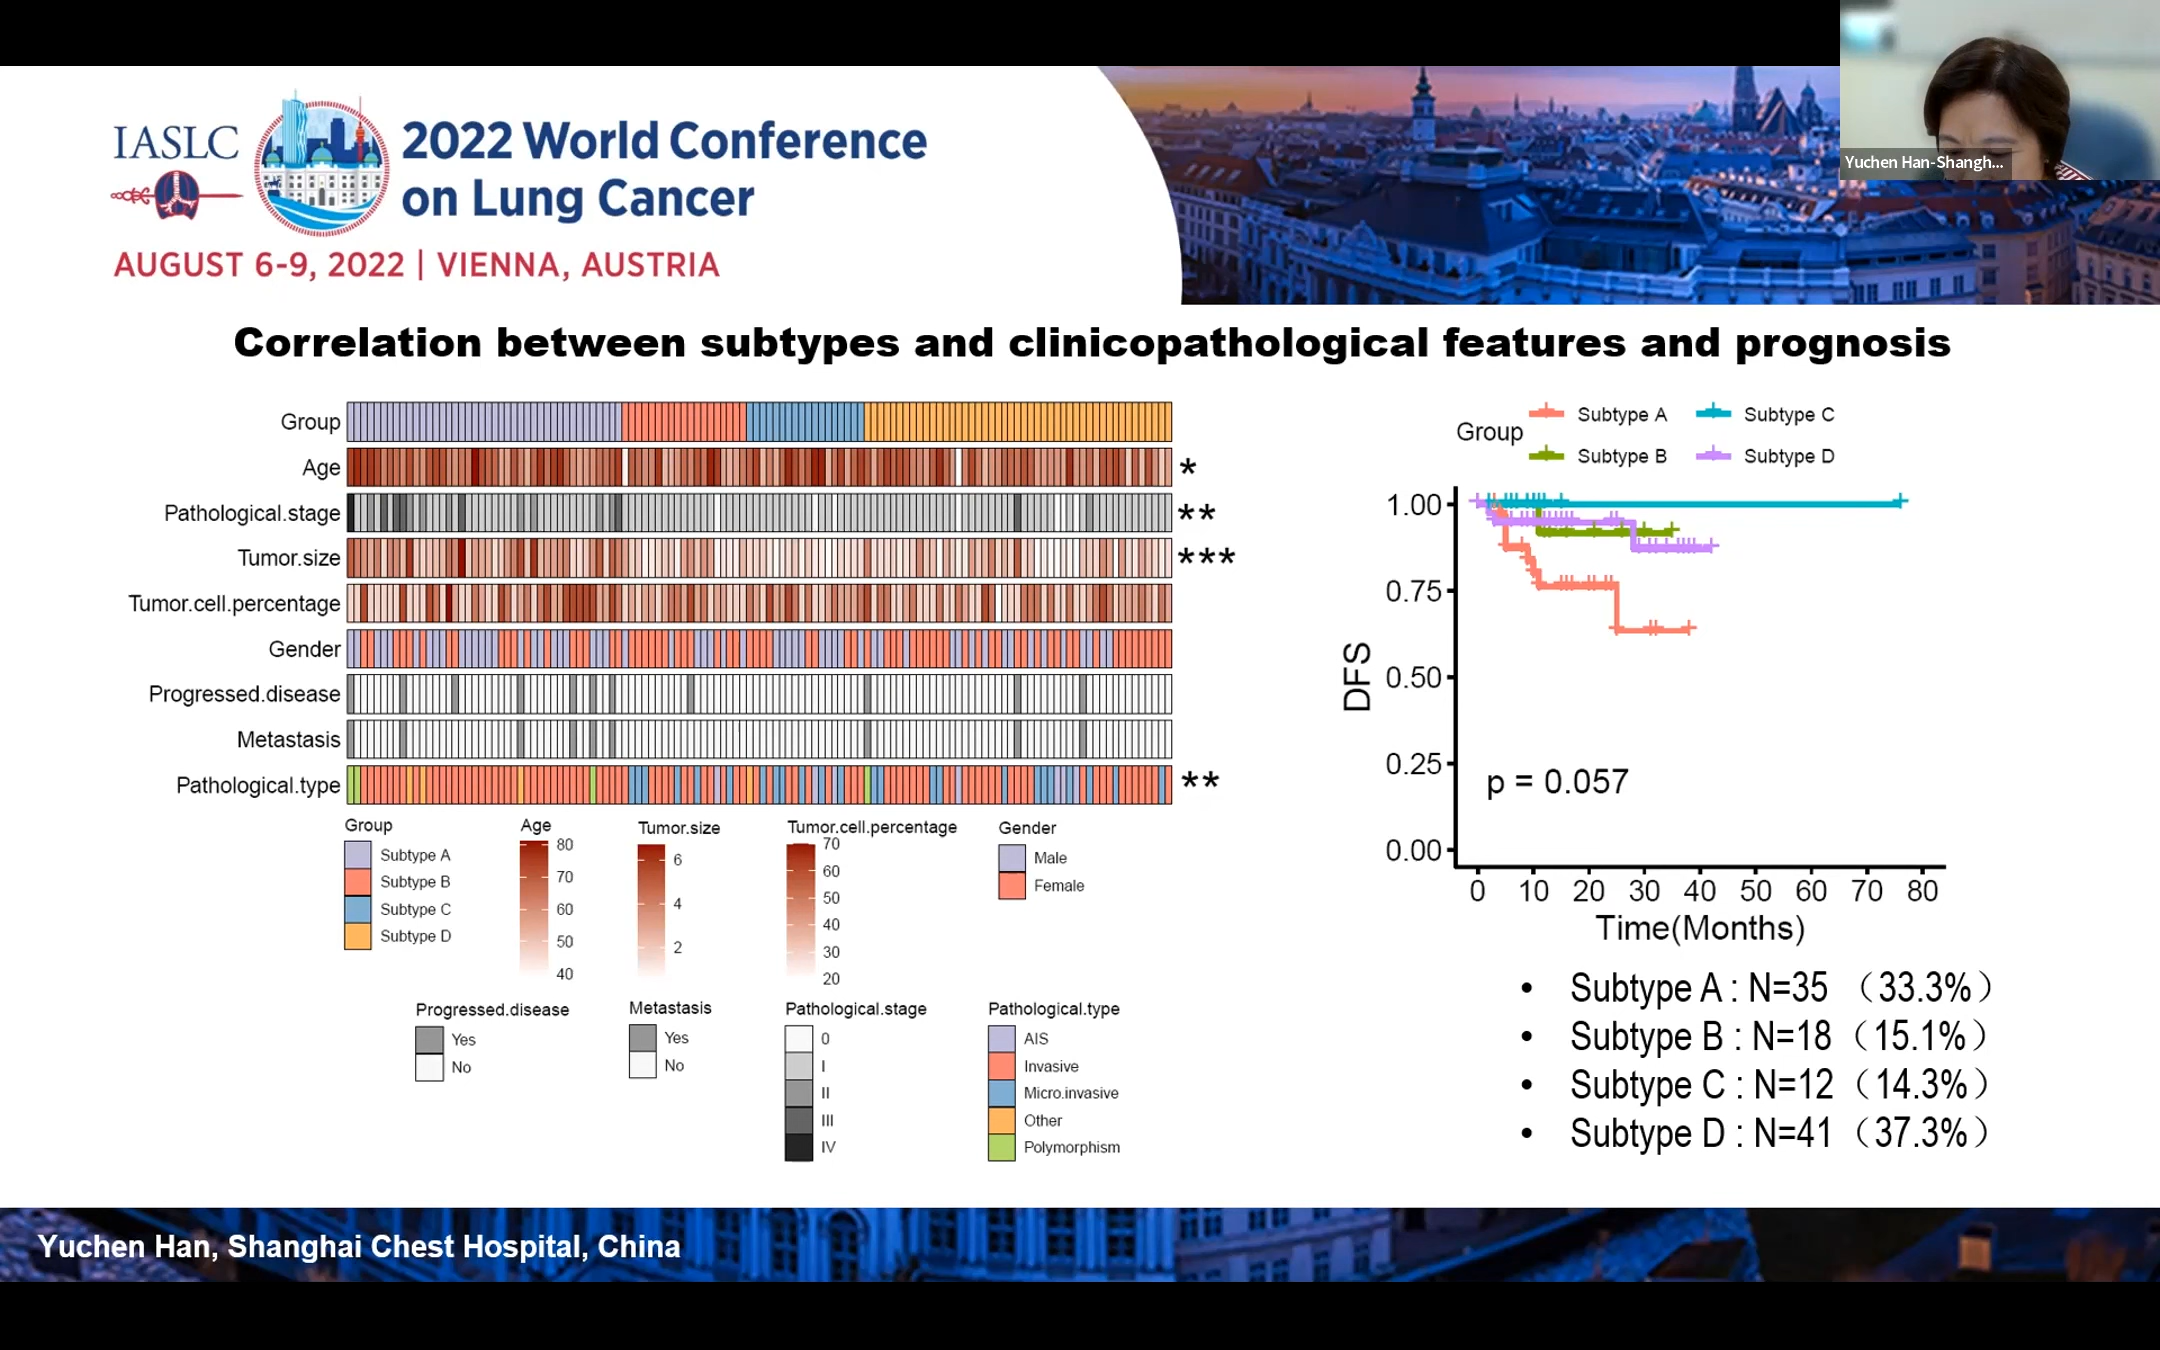 Yuchen Han-Shangh...
IASLC
2022 World Conference
on Lung Cancer
AUGUST 6-9, 2022 | VIENNA, AUSTRIA
Correlation between subtypes and clinicopathological features and prognosis
Group
Age *
Pathological.stage **
Tumor.size ***
Tumor.cell.percentage
Gender
Progressed.disease
Metastasis
Pathological.type **
Group
Subtype A
Subtype B
Subtype C
Subtype D
Age
80
70
60
50
40
Tumor.size
6
4
2
Tumor.cell.percentage
70
60
50
40
30
20
Gender
Male
Female
Progressed.disease
Yes
No
Metastasis
Yes
No
Pathological.stage
0
I
II
III
IV
Pathological.type
AIS
Invasive
Micro.invasive
Other
Polymorphism
Group
Subtype A
Subtype C
Subtype B
Subtype D
DFS
1.00
0.75
0.50
0.25
0.00
p = 0.057
0 10 20 30 40 50 60 70 80
Time(Months)
• Subtype A : N=35 （33.3%）
• Subtype B : N=18（15.1%）
• Subtype C : N=12（14.3%）
• Subtype D : N=41（37.3%）
Yuchen Han, Shanghai Chest Hospital, China